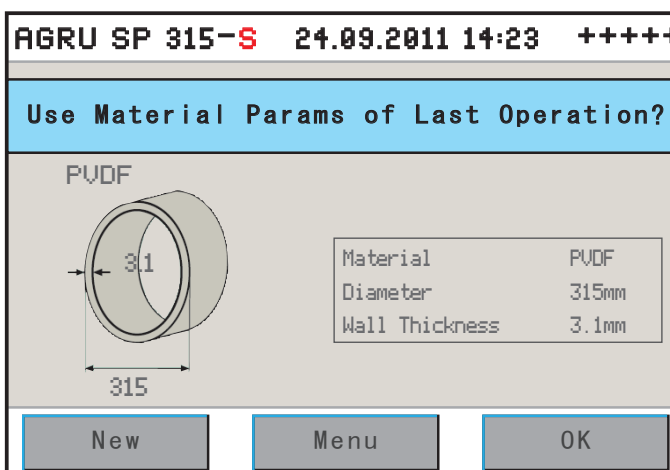 AGRU SP 315-S 24.09.2011 14:23 +++++
Use Material Params of Last Operation?
PVDF
3.1
315
Material PVDF
Diameter 315mm
Wall Thickness 3.1mm
New Menu OK